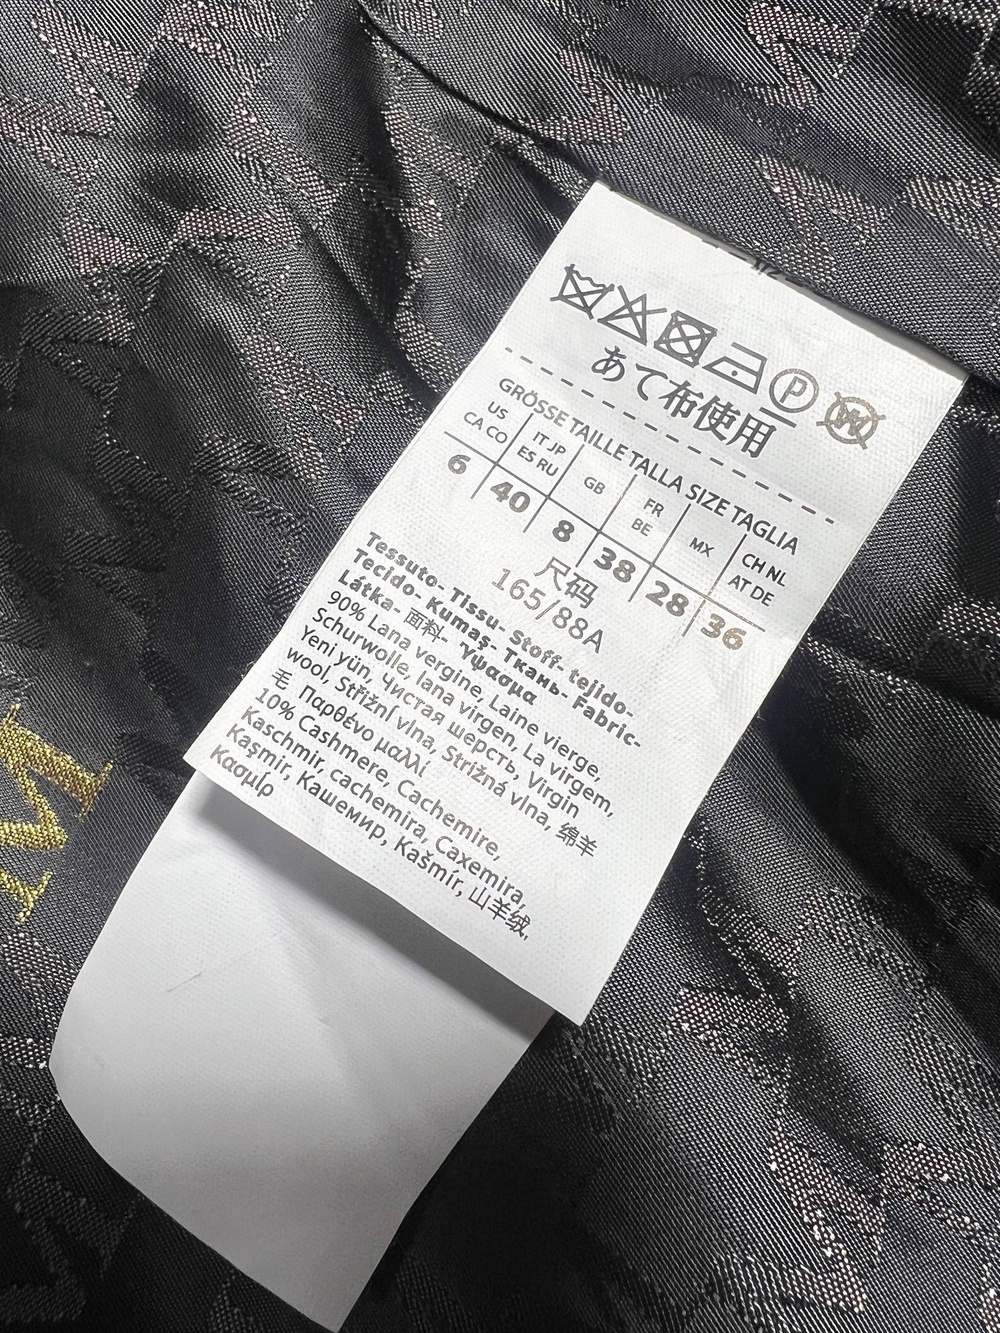 P W
あて布使用
GRÖSSE TAILLE TALLA SIZE TAGLIA
US CA CO
IT JP ES RU
GB
FR BE
MX
CH NL AT DE
6 40 8 38 28 36
尺码
165/88A
Tessuto- Tissu- Stoff- tejido-
Tecido- Kumaş- Ткань- Fabric-
Látka- 面料- Ύψασμα
90% Lana vergine, Laine vierge,
Schurwolle, lana virgen, La virgem,
Yeni yün, Чистая шерсть, Virgin
wool, Střižní vlna, Strižná vlna, 绵羊
毛 Παρθένο μαλλί
10% Cashmere, Cachemire,
Kaschmir, cachemira, Caxemira,
Kaşmir, Кашемир, Kašmír, 山羊绒,
Κασμίρ
M